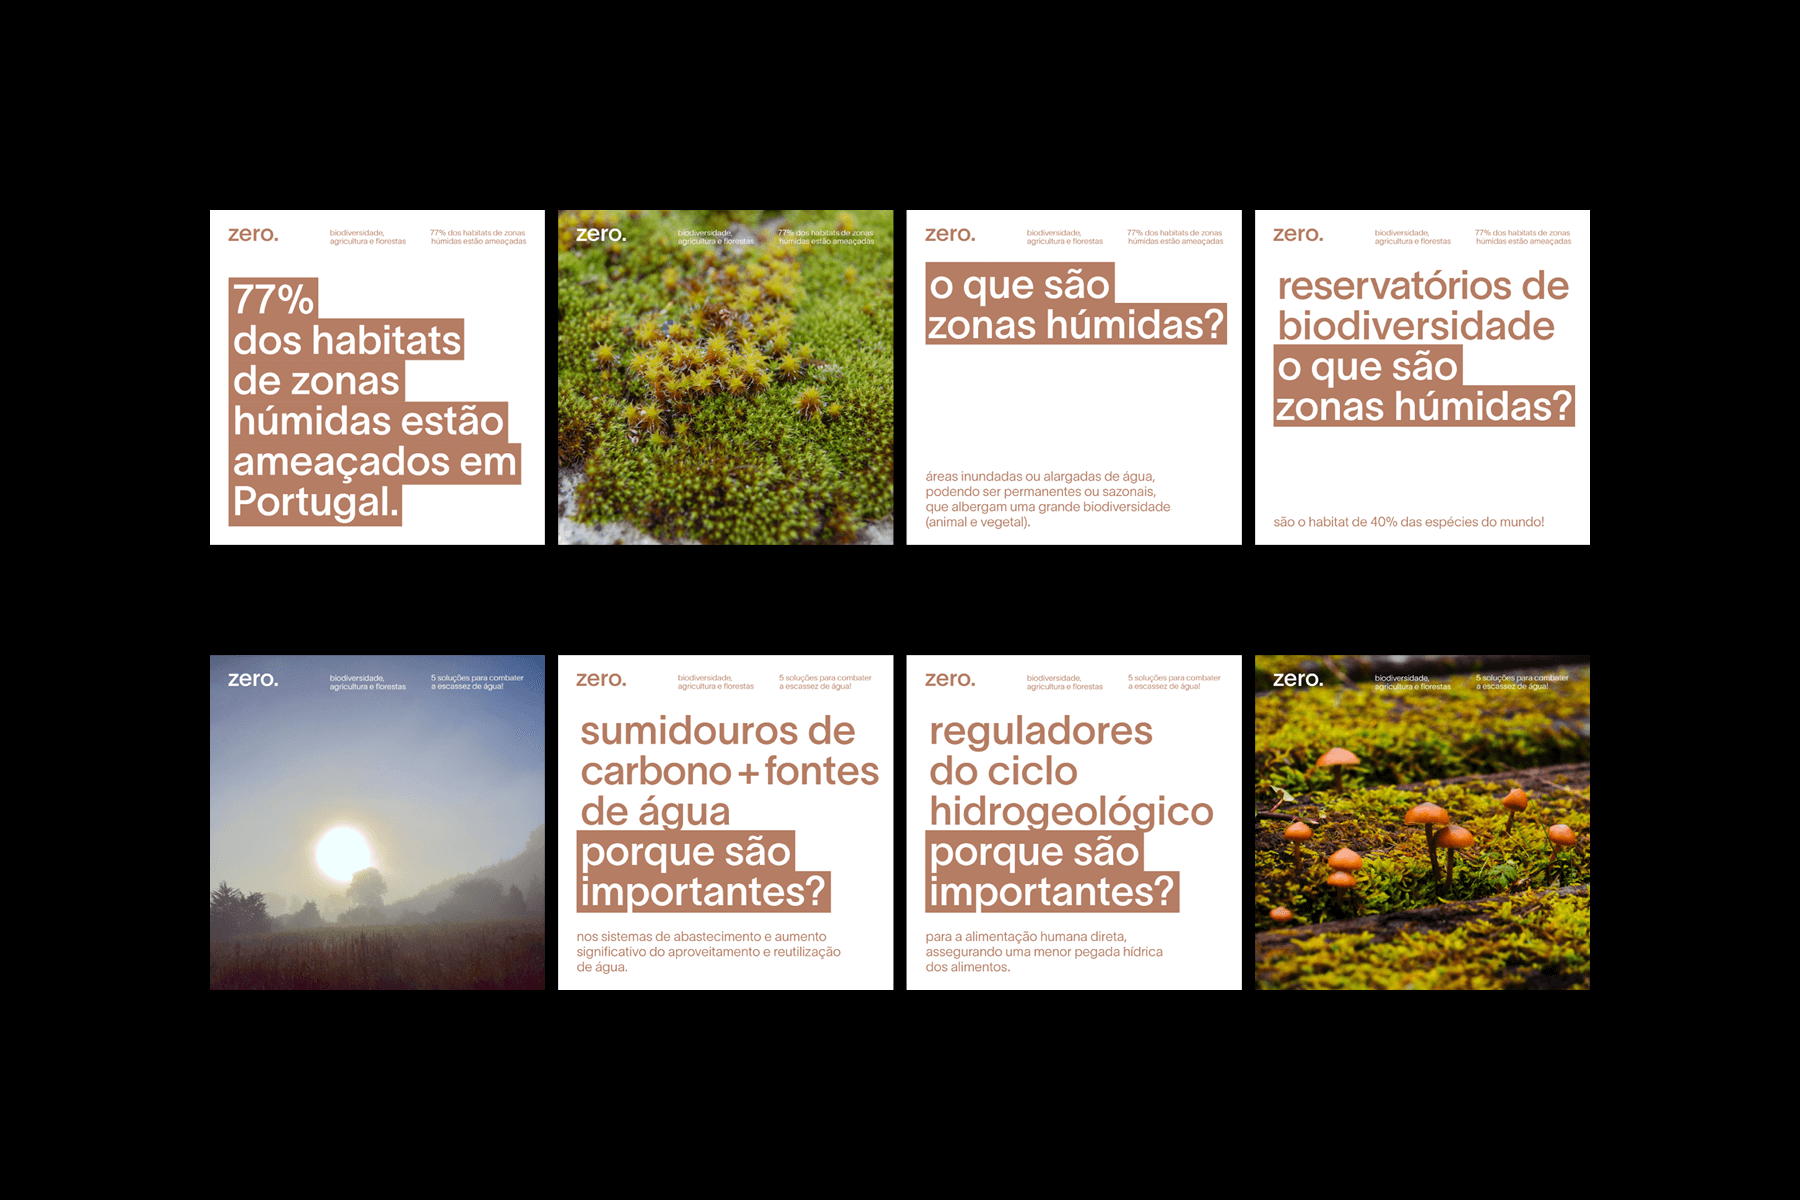 zero.
biodiversidade,
agricultura e florestas
77% dos habitats de zonas
húmidas estão ameaçadas
77%
dos habitats
de zonas
húmidas estão
ameaçados em
Portugal.
zero.
biodiversidade,
agricultura e florestas
77% dos habitats de zonas
húmidas estão ameaçadas
zero.
biodiversidade,
agricultura e florestas
77% dos habitats de zonas
húmidas estão ameaçadas
o que são
zonas húmidas?
áreas inundadas ou alargadas de água,
podendo ser permanentes ou sazonais,
que albergam uma grande biodiversidade
(animal e vegetal).
zero.
biodiversidade,
agricultura e florestas
77% dos habitats de zonas
húmidas estão ameaçadas
reservatórios de
biodiversidade
o que são
zonas húmidas?
são o habitat de 40% das espécies do mundo!
zero.
biodiversidade,
agricultura e florestas
5 soluções para combater
a escassez de água!
zero.
biodiversidade,
agricultura e florestas
5 soluções para combater
a escassez de água!
sumidouros de
carbono + fontes
de água
porque são
importantes?
nos sistemas de abastecimento e aumento
significativo do aproveitamento e reutilização
de água.
zero.
biodiversidade,
agricultura e florestas
5 soluções para combater
a escassez de água!
reguladores
do ciclo
hidrogeológico
porque são
importantes?
para a alimentação humana direta,
assegurando uma menor pegada hídrica
dos alimentos.
zero.
biodiversidade,
agricultura e florestas
5 soluções para combater
a escassez de água!